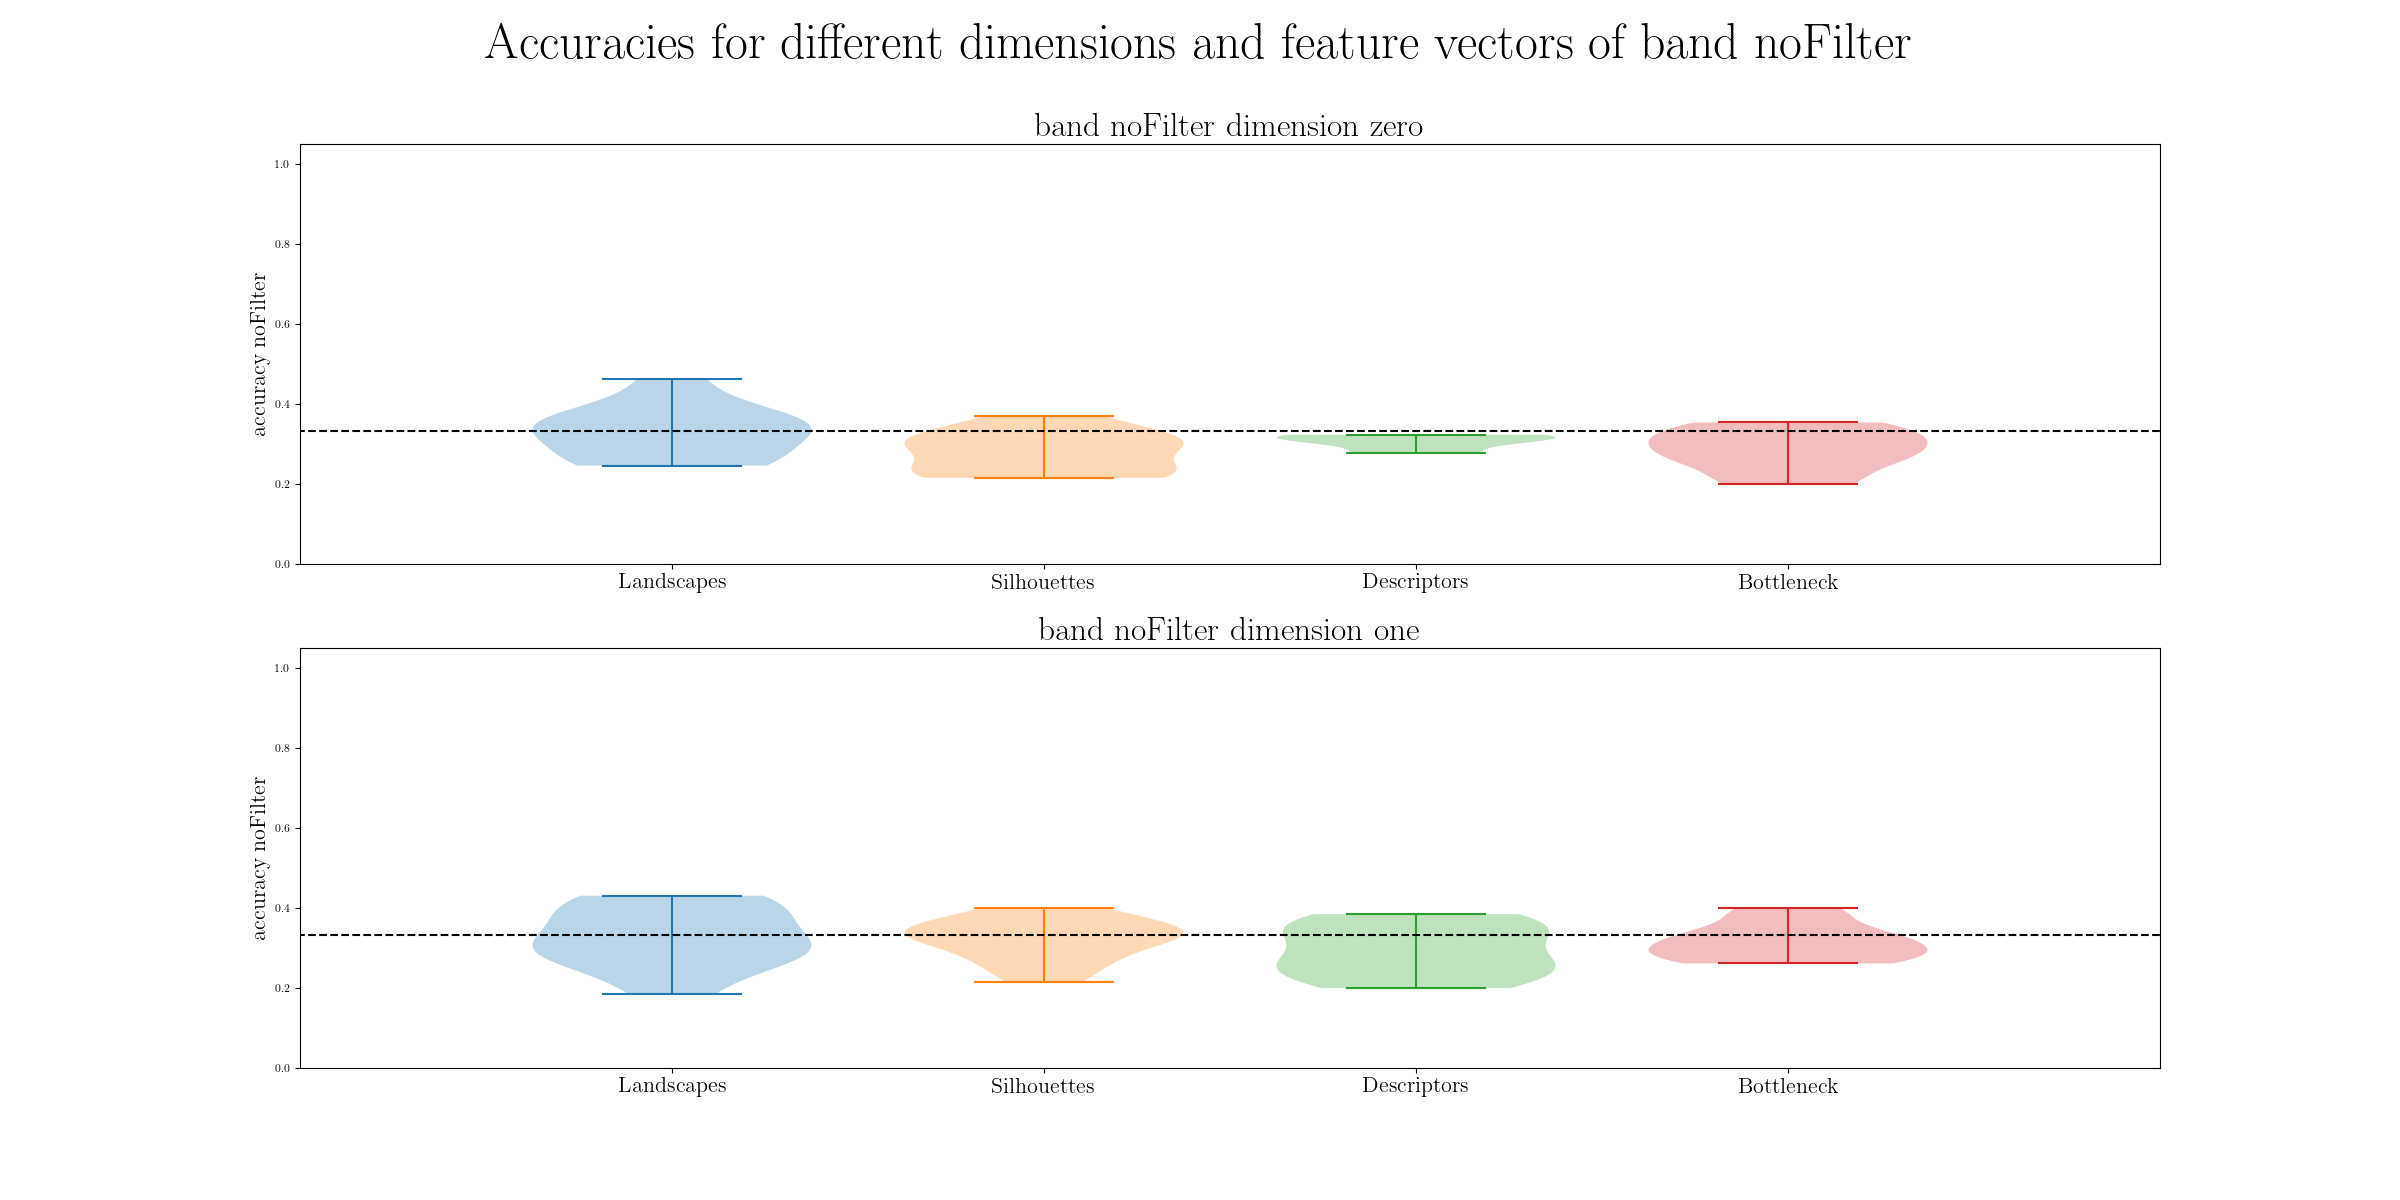 Accuracies for different dimensions and feature vectors of band noFilter
band noFilter dimension zero
accuracy noFilter
1.0
0.8
0.6
0.4
0.2
0.0
Landscapes Silhouettes Descriptors Bottleneck
band noFilter dimension one
accuracy noFilter
1.0
0.8
0.6
0.4
0.2
0.0
Landscapes Silhouettes Descriptors Bottleneck